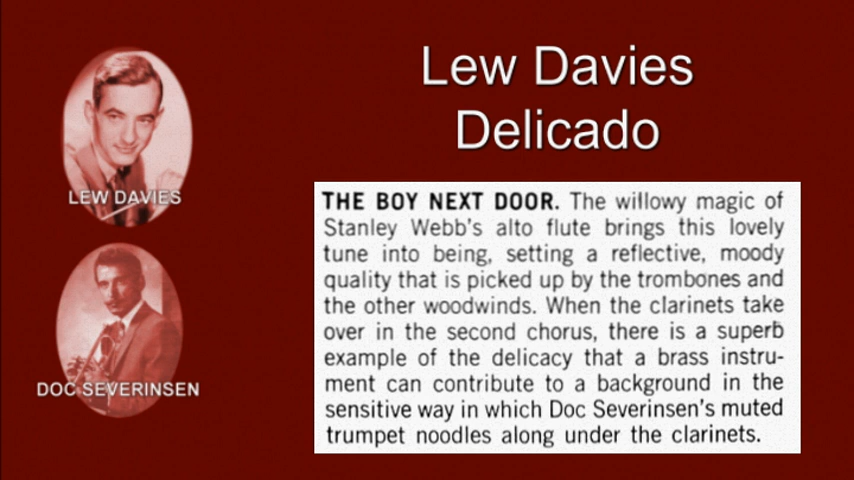 Lew Davies
Delicado
LEW DAVIES
DOC SEVERINSEN
THE BOY NEXT DOOR. The willowy magic of
Stanley Webb's alto flute brings this lovely
tune into being, setting a reflective, moody
quality that is picked up by the trombones and
the other woodwinds. When the clarinets take
over in the second chorus, there is a superb
example of the delicacy that a brass instru-
ment can contribute to a background in the
sensitive way in which Doc Severinsen's muted
trumpet noodles along under the clarinets.